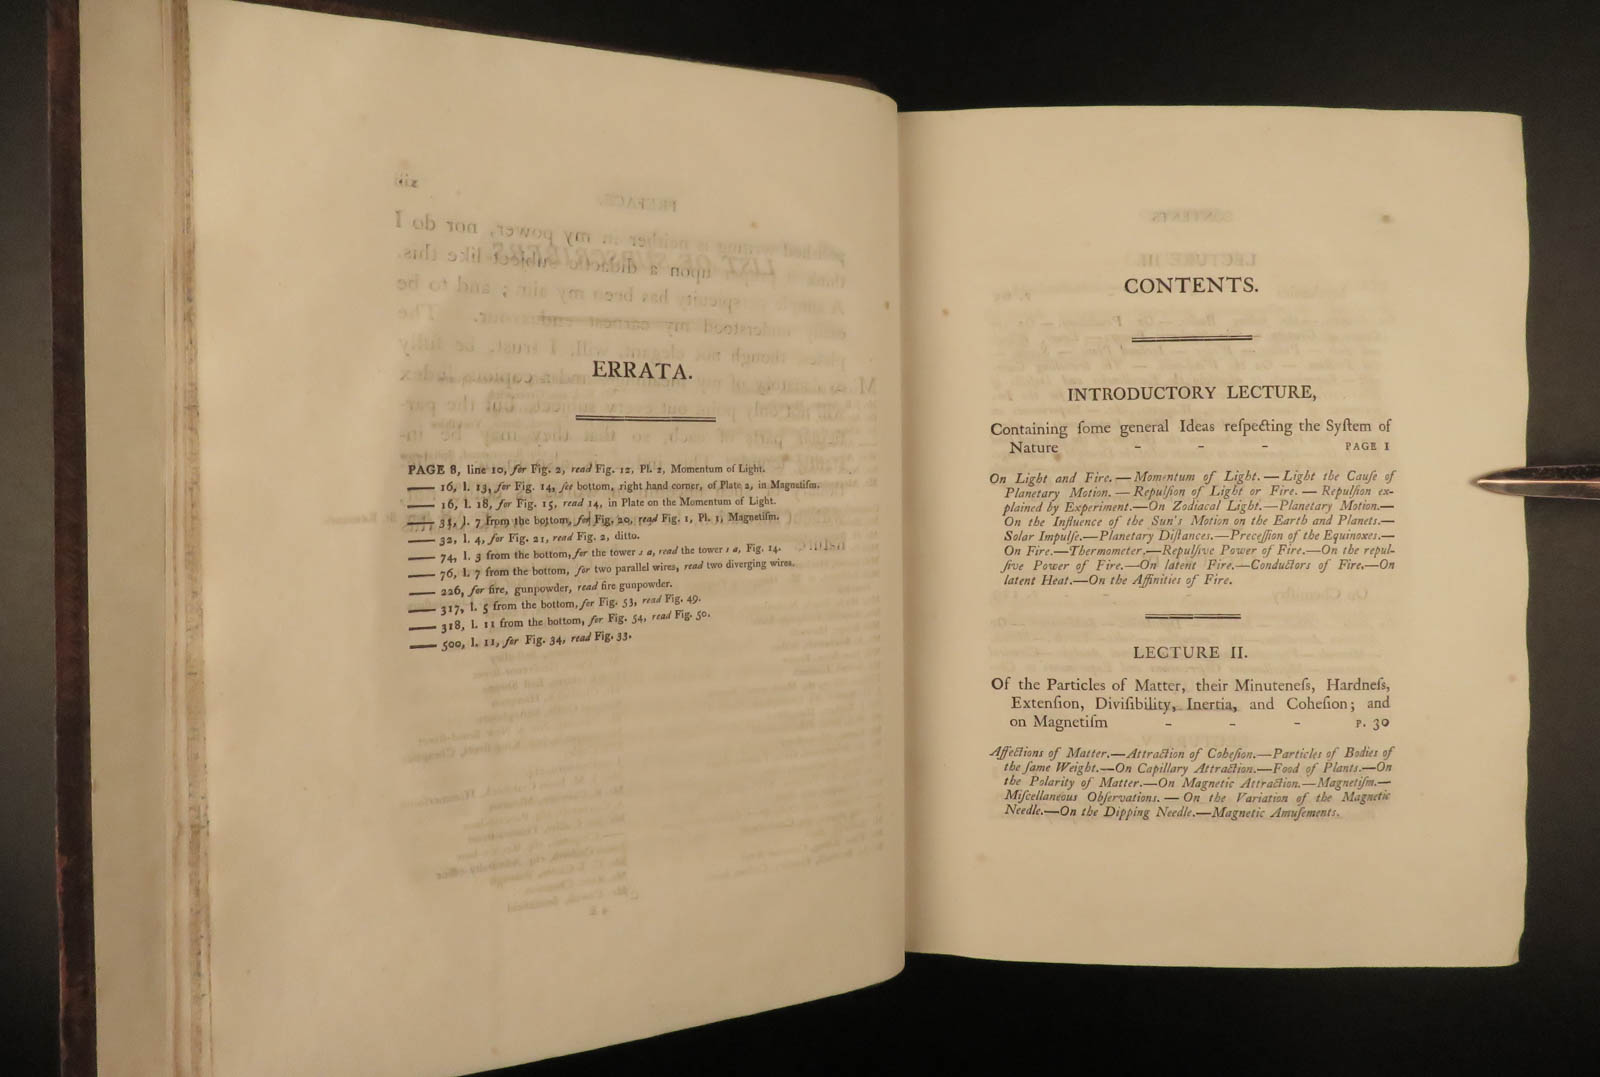 ERRATA.
PAGE 8, line 10, for Fig. 2, read Fig. 12, Pl. 2, Momentum of Light.
—— 16, l. 13, for Fig. 14, ſee bottom, right hand corner, of Plate 2, in Magnetiſm.
—— 16, l. 18, for Fig. 15, read 14, in Plate on the Momentum of Light.
—— l. 7 from the bottom, for Fig. 20, read Fig. 1, Pl. 1, Magnetiſm.
—— 32, l. 4, for Fig. 21, read Fig. 2, ditto.
—— 74, l. 3 from the bottom, for the tower a, read the tower a, Fig. 14.
—— 76, l. 7 from the bottom, for two parallel wires, read two diverging wires.
—— 226, for fire, gunpowder, read fire gunpowder.
—— 317, l. 5 from the bottom, for Fig. 53, read Fig. 49.
—— 318, l. 11 from the bottom, for Fig. 54, read Fig. 50.
—— 500, l. 11, for Fig. 34, read Fig. 33.
CONTENTS.
INTRODUCTORY LECTURE,
Containing ſome general Ideas reſpecting the Syſtem of
Nature - - - PAGE 1
On Light and Fire.—Momentum of Light.—Light the Cauſe of
Planetary Motion.—Repulſion of Light or Fire.—Repulſion ex-
plained by Experiment.—On Zodiacal Light.—Planetary Motion.—
On the Influence of the Sun's Motion on the Earth and Planets.—
Solar Impulſe.—Planetary Diſtances.—Preceſſion of the Equinoxes.—
On Fire.—Thermometer.—Repulſive Power of Fire.—On the repul-
ſive Power of Fire.—On latent Fire.—Conductors of Fire.—On
latent Heat.—On the Affinities of Fire.
LECTURE II.
Of the Particles of Matter, their Minuteneſs, Hardneſs,
Extenſion, Diviſibility, Inertia, and Coheſion; and
on Magnetiſm - - - P. 30
Affections of Matter.—Attraction of Coheſion.—Particles of Bodies of
the ſame Weight.—On Capillary Attraction.—Food of Plants.—On
the Polarity of Matter.—On Magnetic Attraction.—Magnetiſm.—
Miſcellaneous Obſervations.—On the Variation of the Magnetic
Needle.—On the Dipping Needle.—Magnetic Amuſements.